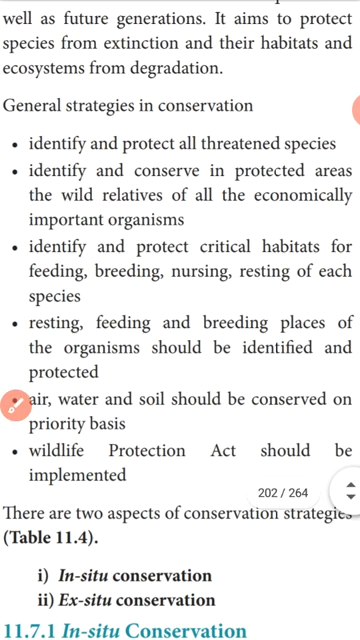 well as future generations. It aims to protect
species from extinction and their habitats and
ecosystems from degradation.
General strategies in conservation
• identify and protect all threatened species
• identify and conserve in protected areas
the wild relatives of all the economically
important organisms
• identify and protect critical habitats for
feeding, breeding, nursing, resting of each
species
• resting, feeding and breeding places of
the organisms should be identified and
protected
air, water and soil should be conserved on
priority basis
• wildlife Protection Act should be
implemented
202 / 264
There are two aspects of conservation strategies
(Table 11.4).
i) In-situ conservation
ii) Ex-situ conservation
11.7.1 In-situ Conservation